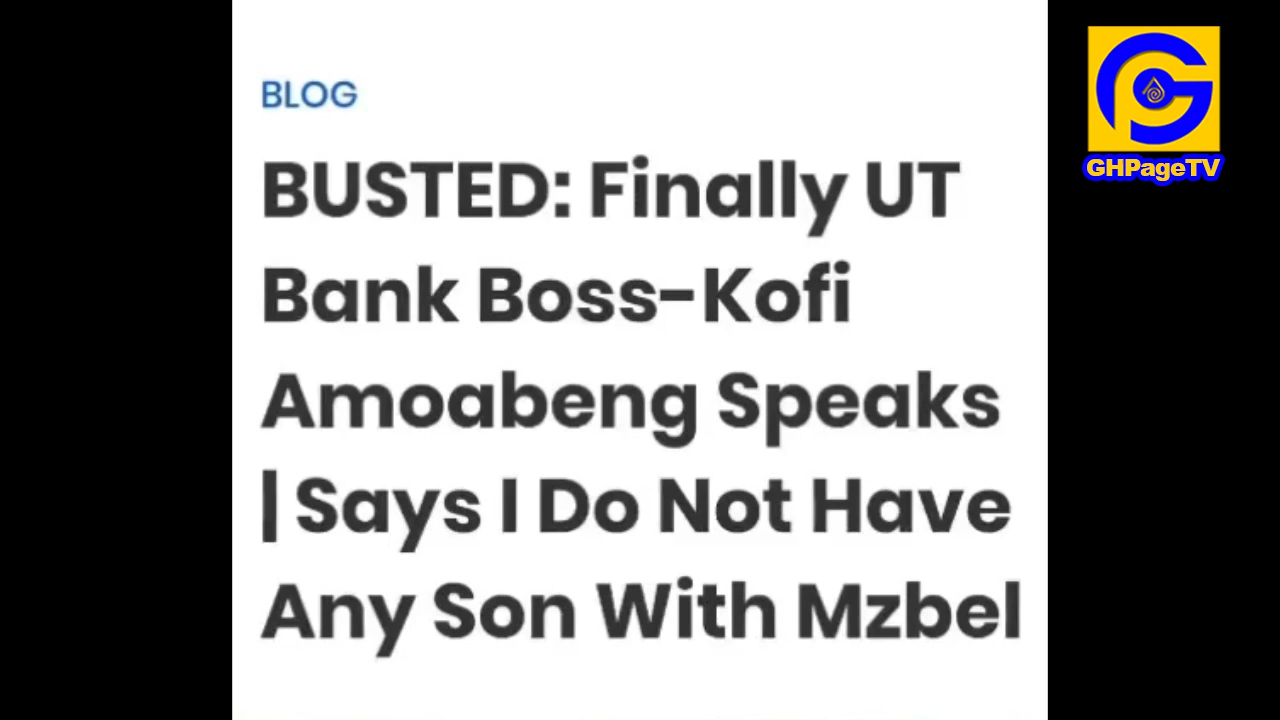 BLOG
BUSTED: Finally UT
Bank Boss-Kofi
Amoabeng Speaks
| Says I Do Not Have
Any Son With Mzbel
GHPageTV